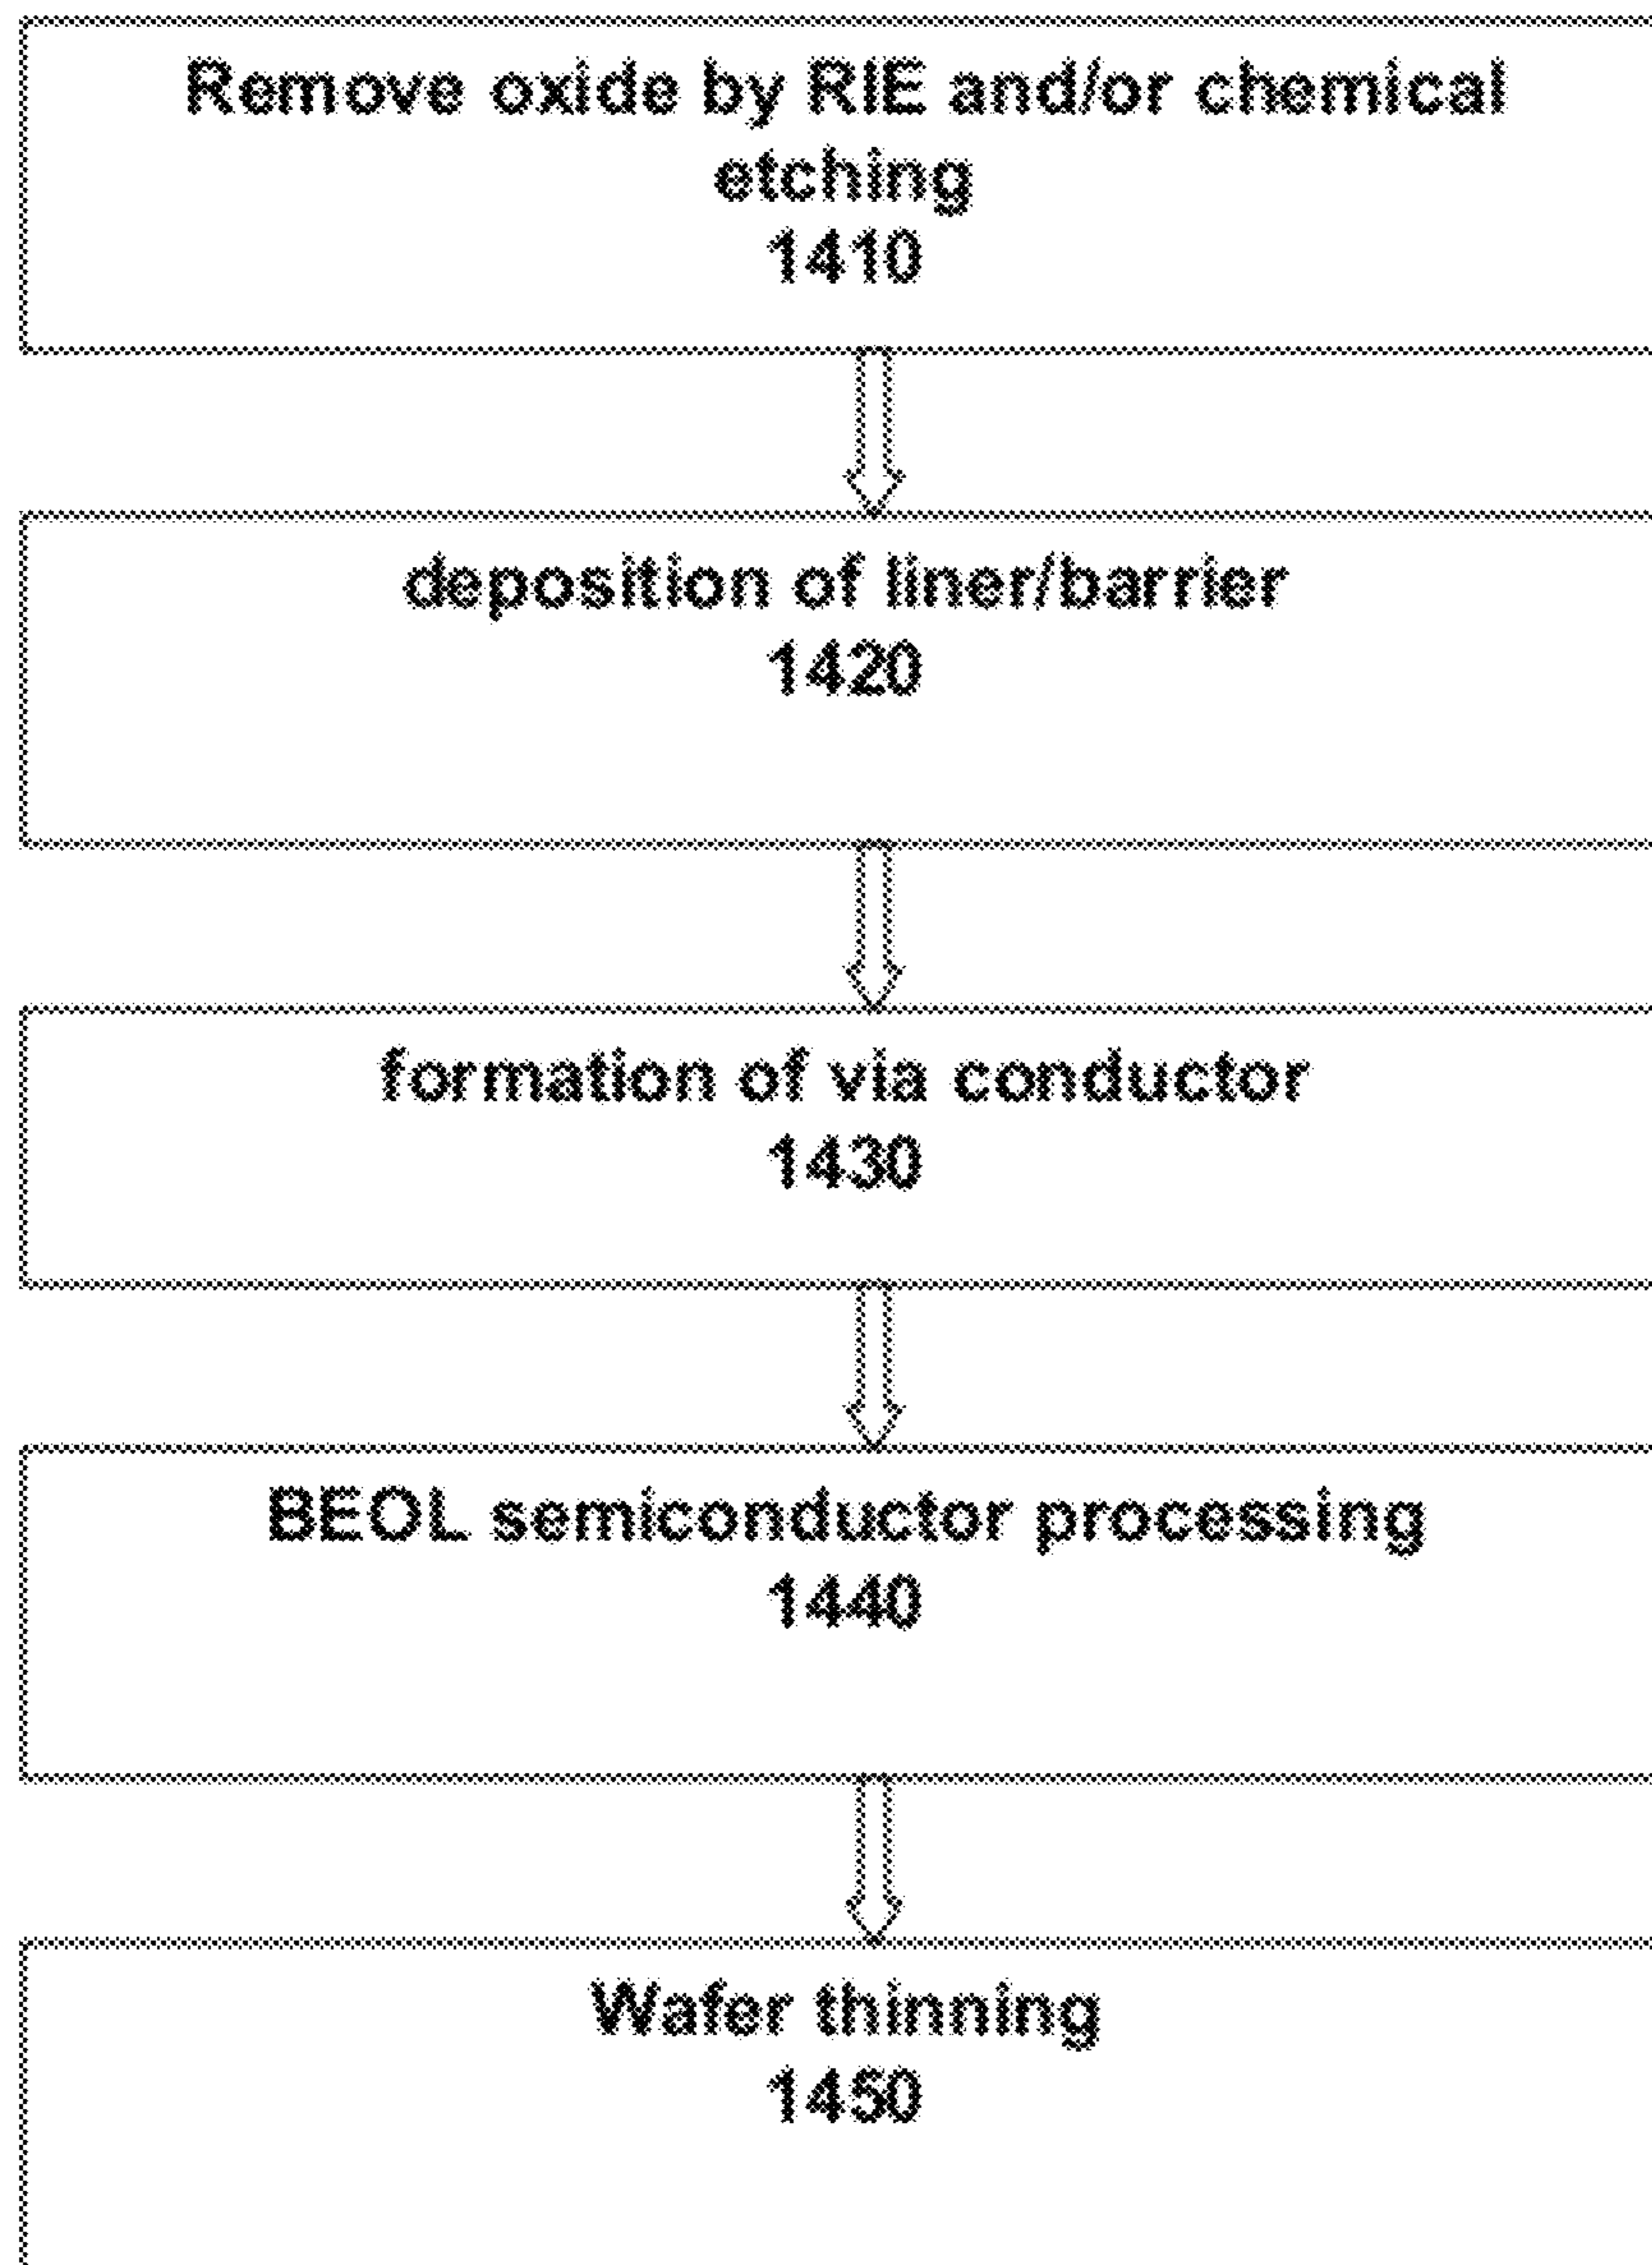 Remove oxide by RIE and/or chemical
etching
1410
deposition of liner/barrier
1420
formation of via conductor
1430
BEOL semiconductor processing
1440
Wafer thinning
1450